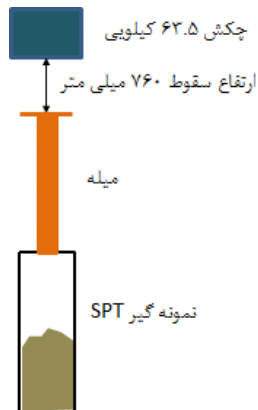 چکش ۶۳.۵ کیلویی
ارتفاع سقوط ۷۶۰ میلی متر
میله
نمونه گیر SPT